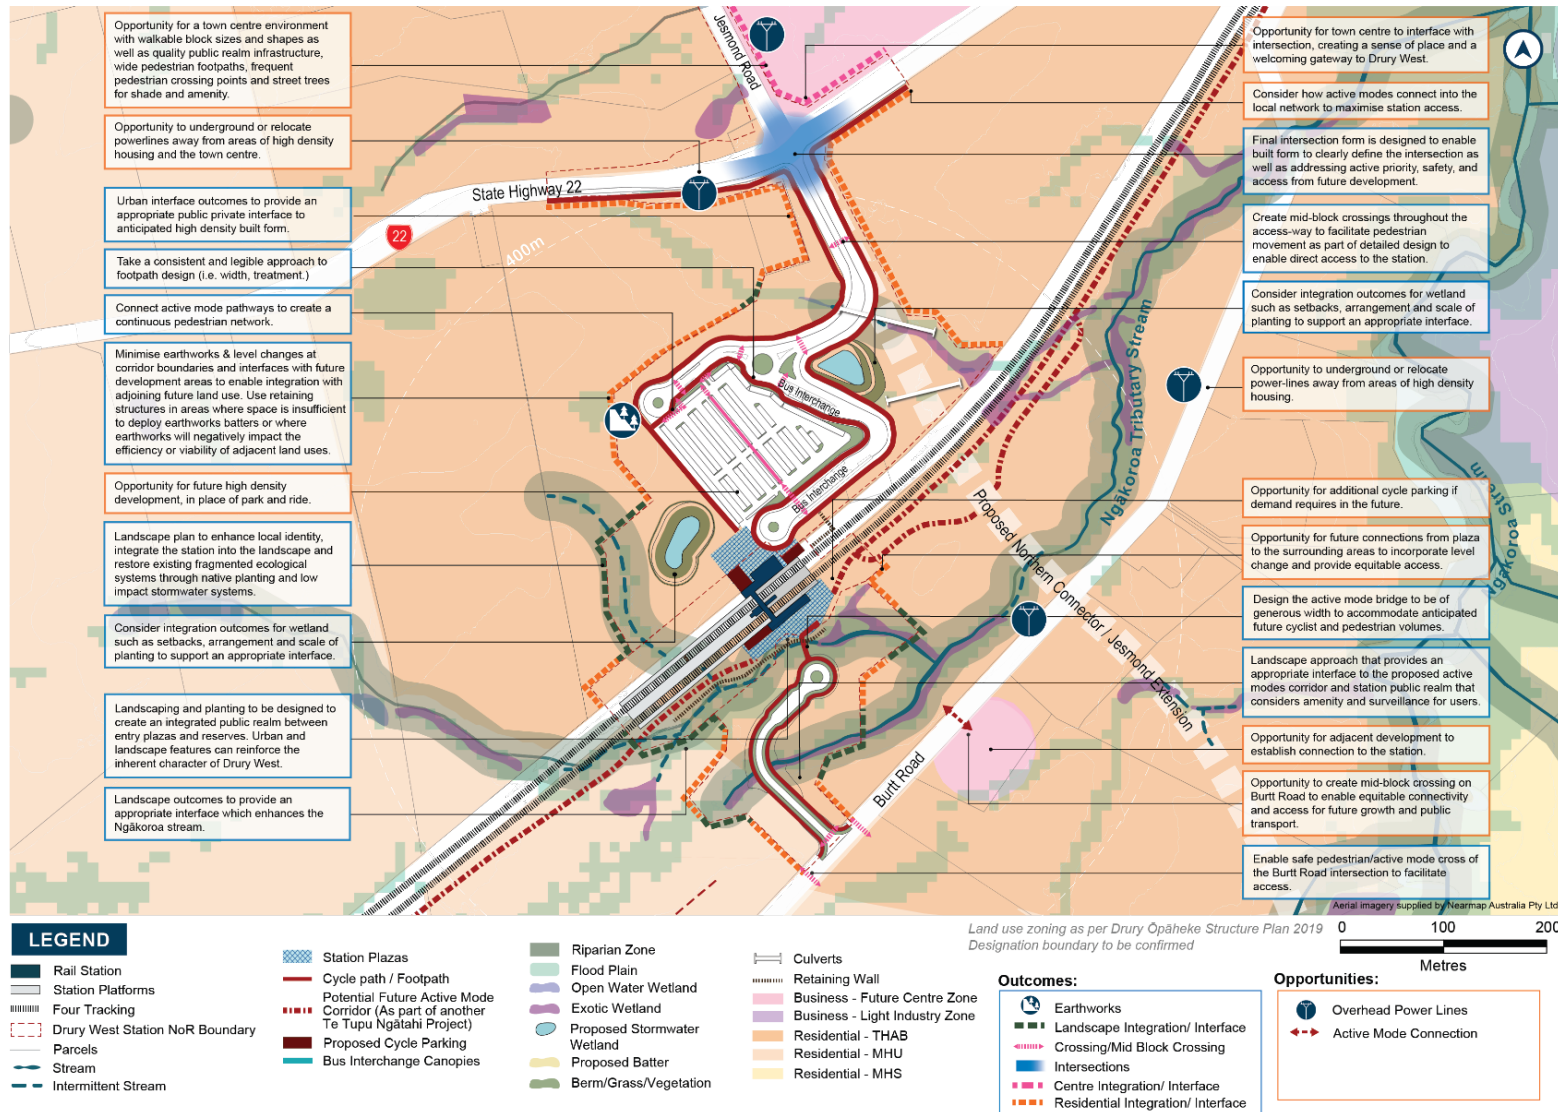 Opportunity for a town centre environment
with walkable block sizes and shapes as
well as quality public realm infrastructure,
wide pedestrian footpaths, frequent
pedestrian crossing points and street trees
for shade and amenity.
Opportunity to underground or relocate
powerlines away from areas of high density
housing and the town centre.
Urban interface outcomes to provide an
appropriate public private interface to
anticipated high density built form.
Take a consistent and legible approach to
footpath design (i.e. width, treatment.)
Connect active mode pathways to create a
continuous pedestrian network.
Minimise earthworks & level changes at
corridor boundaries and interfaces with future
development areas to enable integration with
adjoining future land use. Use retaining
structures in areas where space is insufficient
to deploy earthworks batters or where
earthworks will negatively impact the
efficiency or viability of adjacent land uses.
Opportunity for future high density
development, in place of park and ride.
Landscape plan to enhance local identity,
integrate the station into the landscape and
restore existing fragmented ecological
systems through native planting and low
impact stormwater systems.
Consider integration outcomes for wetland
such as setbacks, arrangement and scale of
planting to support an appropriate interface.
Landscaping and planting to be designed to
create an integrated public realm between
entry plazas and reserves. Urban and
landscape features can reinforce the
inherent character of Drury West.
Landscape outcomes to provide an
appropriate interface which enhances the
Ngākoroa stream.
Jesmond Road
State Highway 22
22
400m
Bus Interchange
Bus Interchange
Proposed Northern Connector / Jesmond Extension
Ngākoroa Tributary Stream
Ngākoroa Stream
Burtt Road
Opportunity for town centre to interface with
intersection, creating a sense of place and a
welcoming gateway to Drury West.
Consider how active modes connect into the
local network to maximise station access.
Final intersection form is designed to enable
built form to clearly define the intersection as
well as addressing active priority, safety, and
access from future development.
Create mid-block crossings throughout the
access-way to facilitate pedestrian
movement as part of detailed design to
enable direct access to the station.
Consider integration outcomes for wetland
such as setbacks, arrangement and scale of
planting to support an appropriate interface.
Opportunity to underground or relocate
power-lines away from areas of high density
housing.
Opportunity for additional cycle parking if
demand requires in the future.
Opportunity for future connections from plaza
to the surrounding areas to incorporate level
change and provide equitable access.
Design the active mode bridge to be of
generous width to accommodate anticipated
future cyclist and pedestrian volumes.
Landscape approach that provides an
appropriate interface to the proposed active
modes corridor and station public realm that
considers amenity and surveillance for users.
Opportunity for adjacent development to
establish connection to the station.
Opportunity to create mid-block crossing on
Burtt Road to enable equitable connectivity
and access for future growth and public
transport.
Enable safe pedestrian/active mode cross of
the Burtt Road intersection to facilitate
access.
Aerial imagery supplied by Nearmap Australia Pty Ltd
LEGEND
Rail Station
Station Platforms
Four Tracking
Drury West Station NoR Boundary
Parcels
Stream
Intermittent Stream
Station Plazas
Cycle path / Footpath
Potential Future Active Mode
Corridor (As part of another
Te Tupu Ngātahi Project)
Proposed Cycle Parking
Bus Interchange Canopies
Riparian Zone
Flood Plain
Open Water Wetland
Exotic Wetland
Proposed Stormwater
Wetland
Proposed Batter
Berm/Grass/Vegetation
Culverts
Retaining Wall
Business - Future Centre Zone
Business - Light Industry Zone
Residential - THAB
Residential - MHU
Residential - MHS
Land use zoning as per Drury Ōpāheke Structure Plan 2019
Designation boundary to be confirmed
0 100 200
Metres
Outcomes:
Earthworks
Landscape Integration/ Interface
Crossing/Mid Block Crossing
Intersections
Centre Integration/ Interface
Residential Integration/ Interface
Opportunities:
Overhead Power Lines
Active Mode Connection